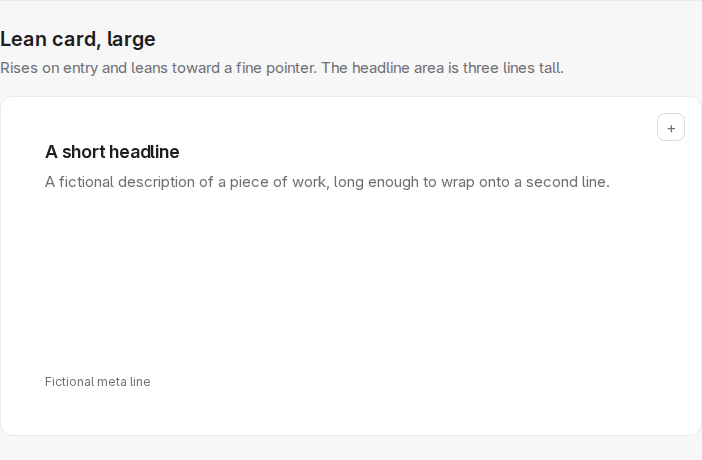 Lean card, large
Rises on entry and leans toward a fine pointer. The headline area is three lines tall.
+
A short headline
A fictional description of a piece of work, long enough to wrap onto a second line.
Fictional meta line